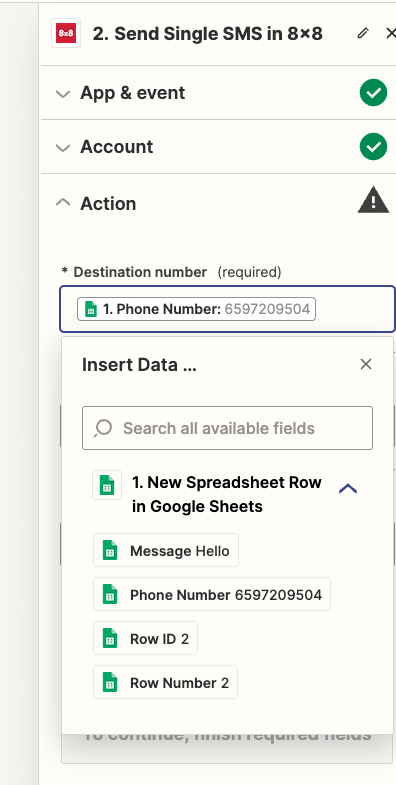 8x8
2. Send Single SMS in 8×8
App & event
Account
Action
* Destination number (required)
1. Phone Number: 6597209504
Insert Data ...
Search all available fields
1. New Spreadsheet Row
in Google Sheets
Message Hello
Phone Number 6597209504
Row ID 2
Row Number 2
To continue, finish required fields